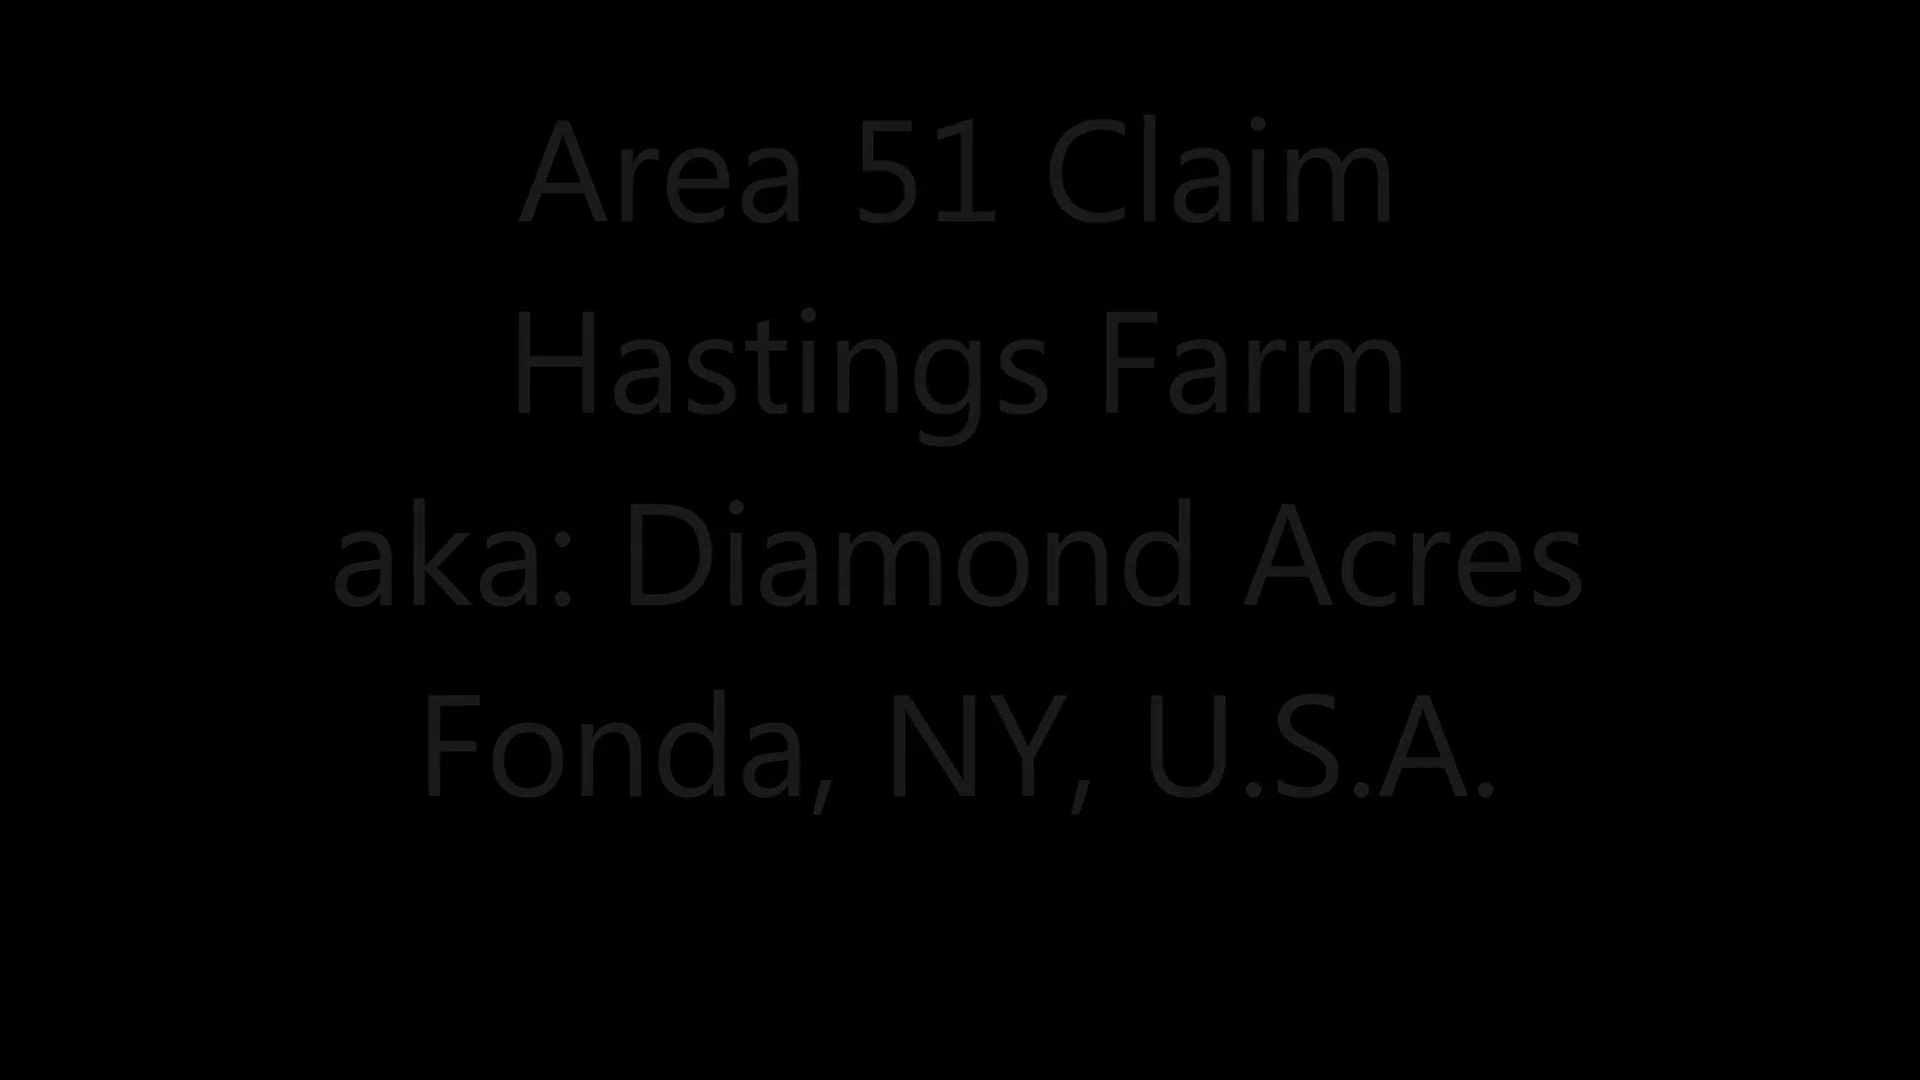 Area 51 Claim
Hastings Farm
aka: Diamond Acres
Fonda, NY, U.S.A.